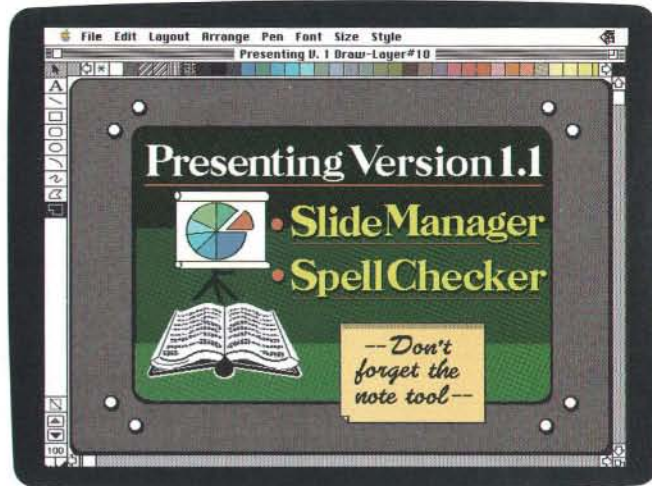 File Edit Layout Arrange Pen Font Size Style
Presenting V. 1 Draw-Layer#10
A
Presenting Version 1.1
• SlideManager
• SpellChecker
--Don't
forget the
note tool--
100